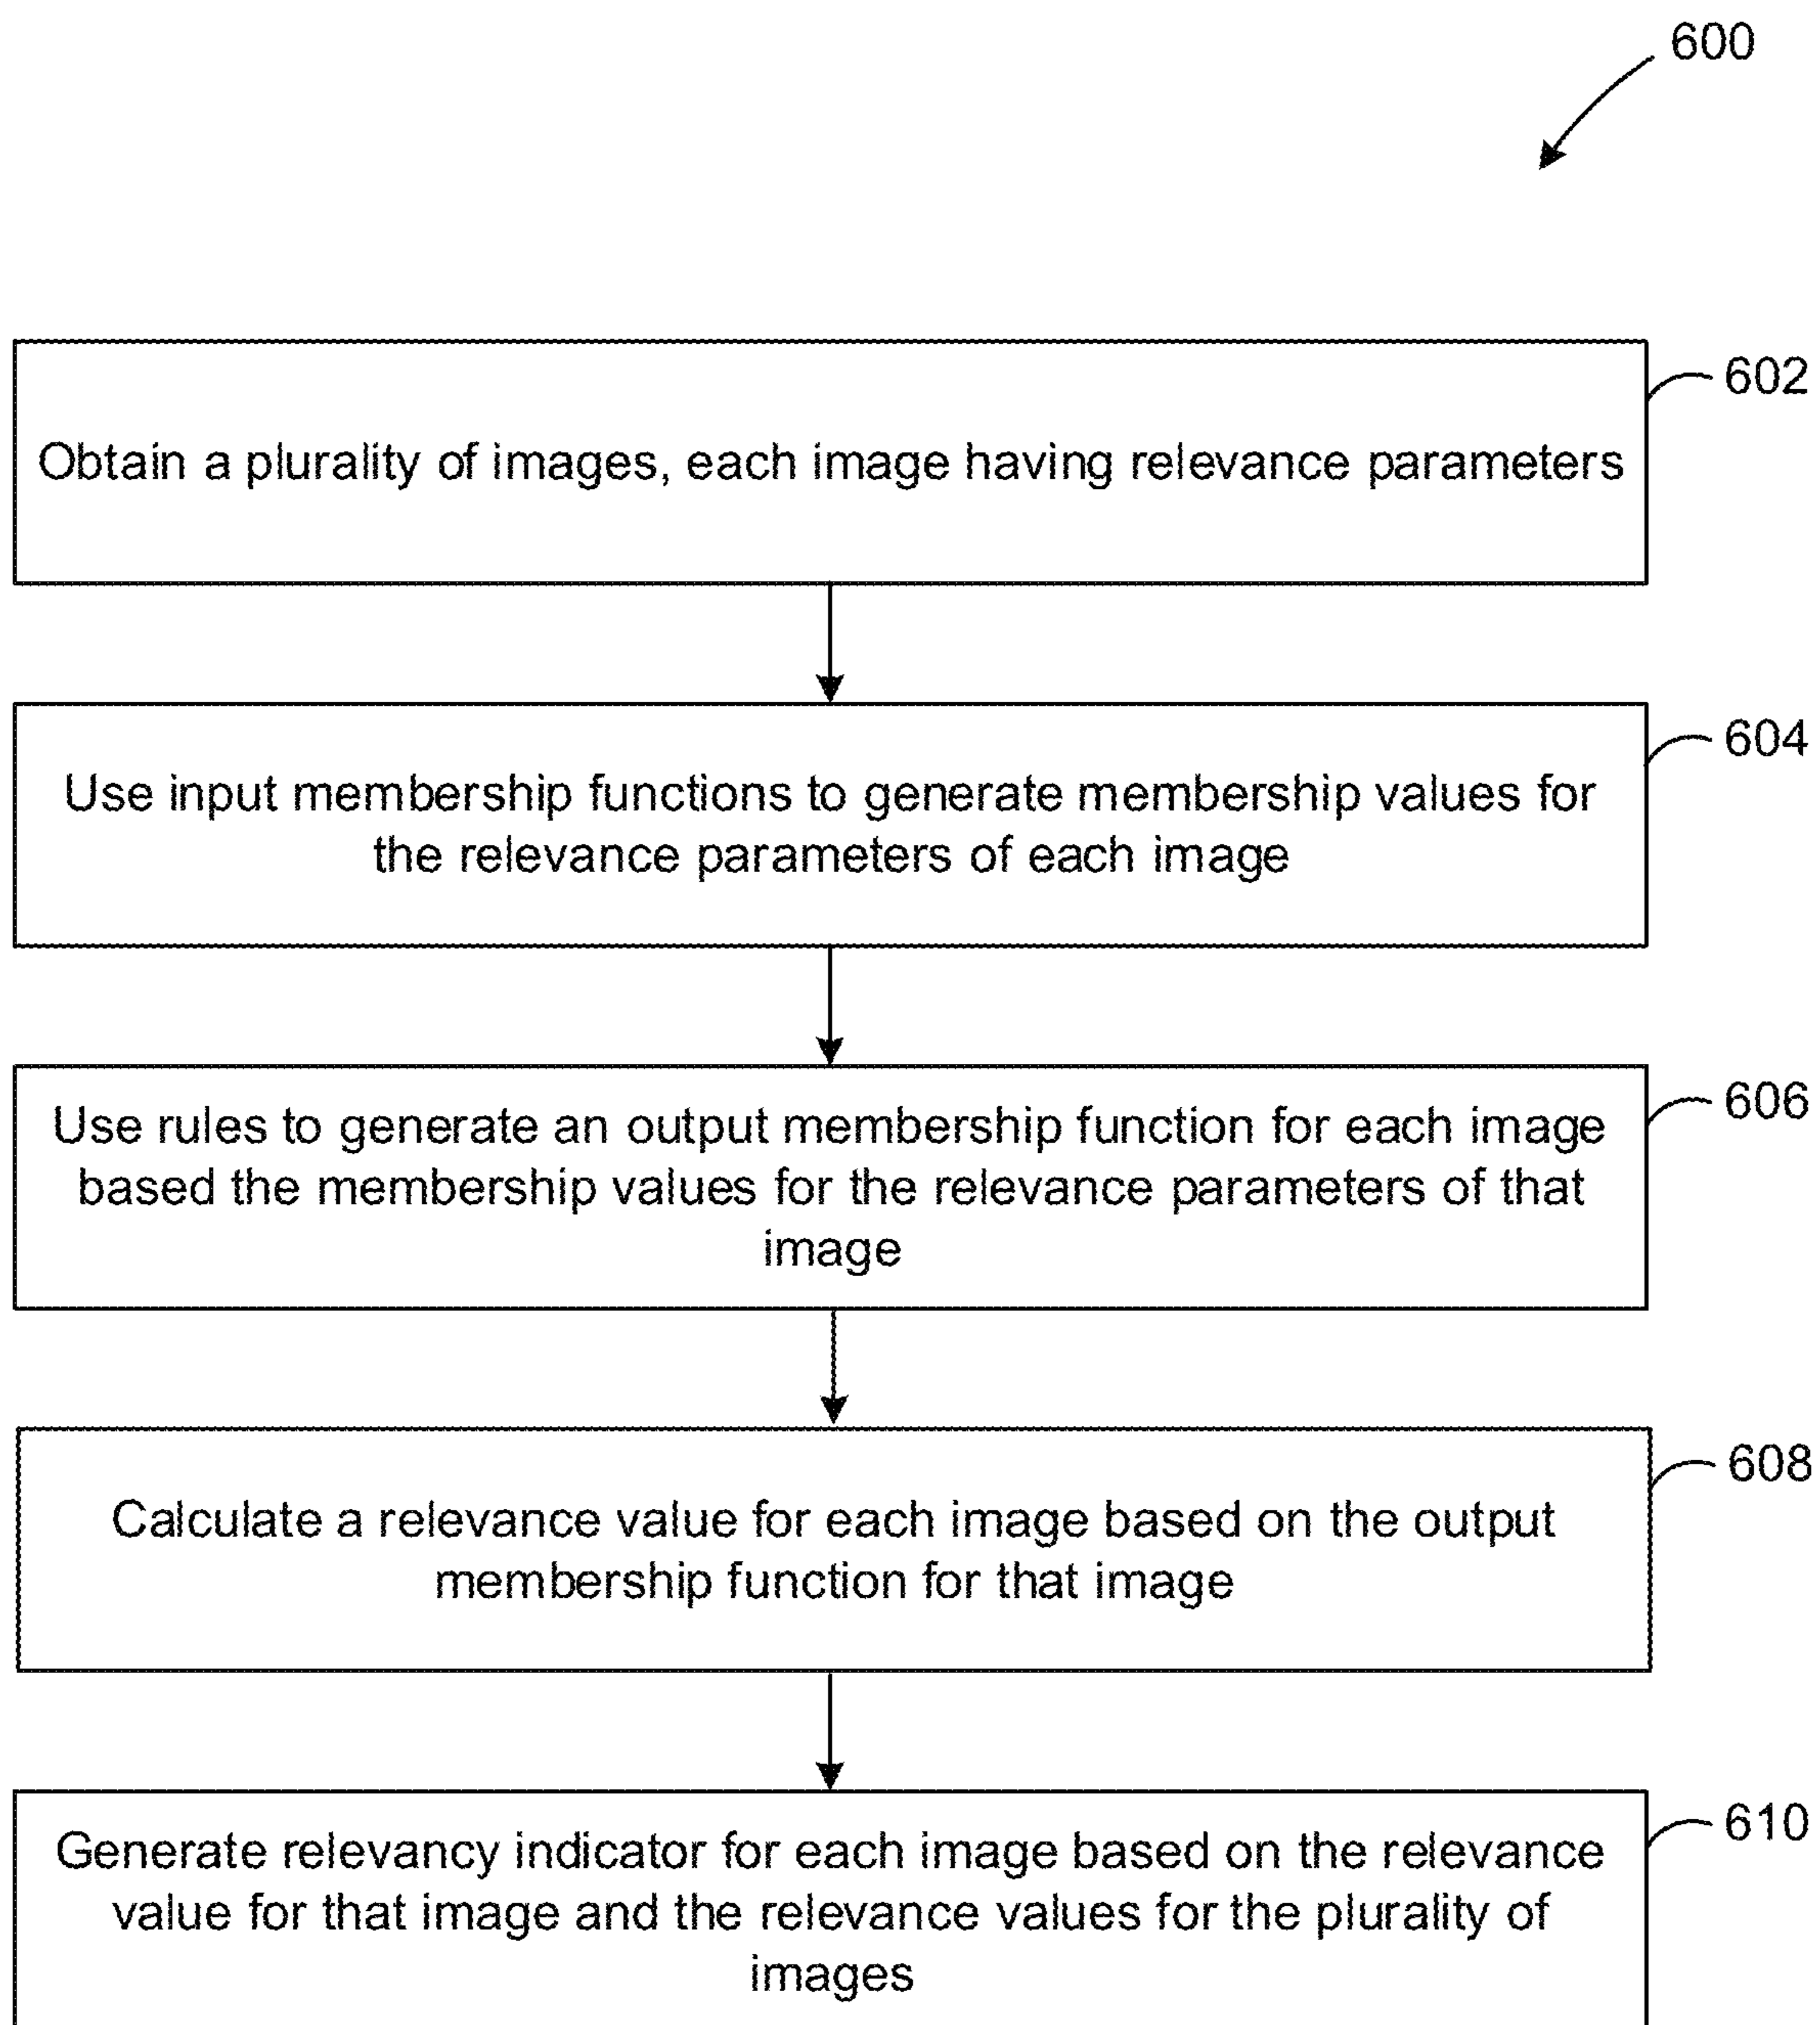 600
602
Obtain a plurality of images, each image having relevance parameters
604
Use input membership functions to generate membership values for
the relevance parameters of each image
606
Use rules to generate an output membership function for each image
based the membership values for the relevance parameters of that
image
608
Calculate a relevance value for each image based on the output
membership function for that image
610
Generate relevancy indicator for each image based on the relevance
value for that image and the relevance values for the plurality of
images